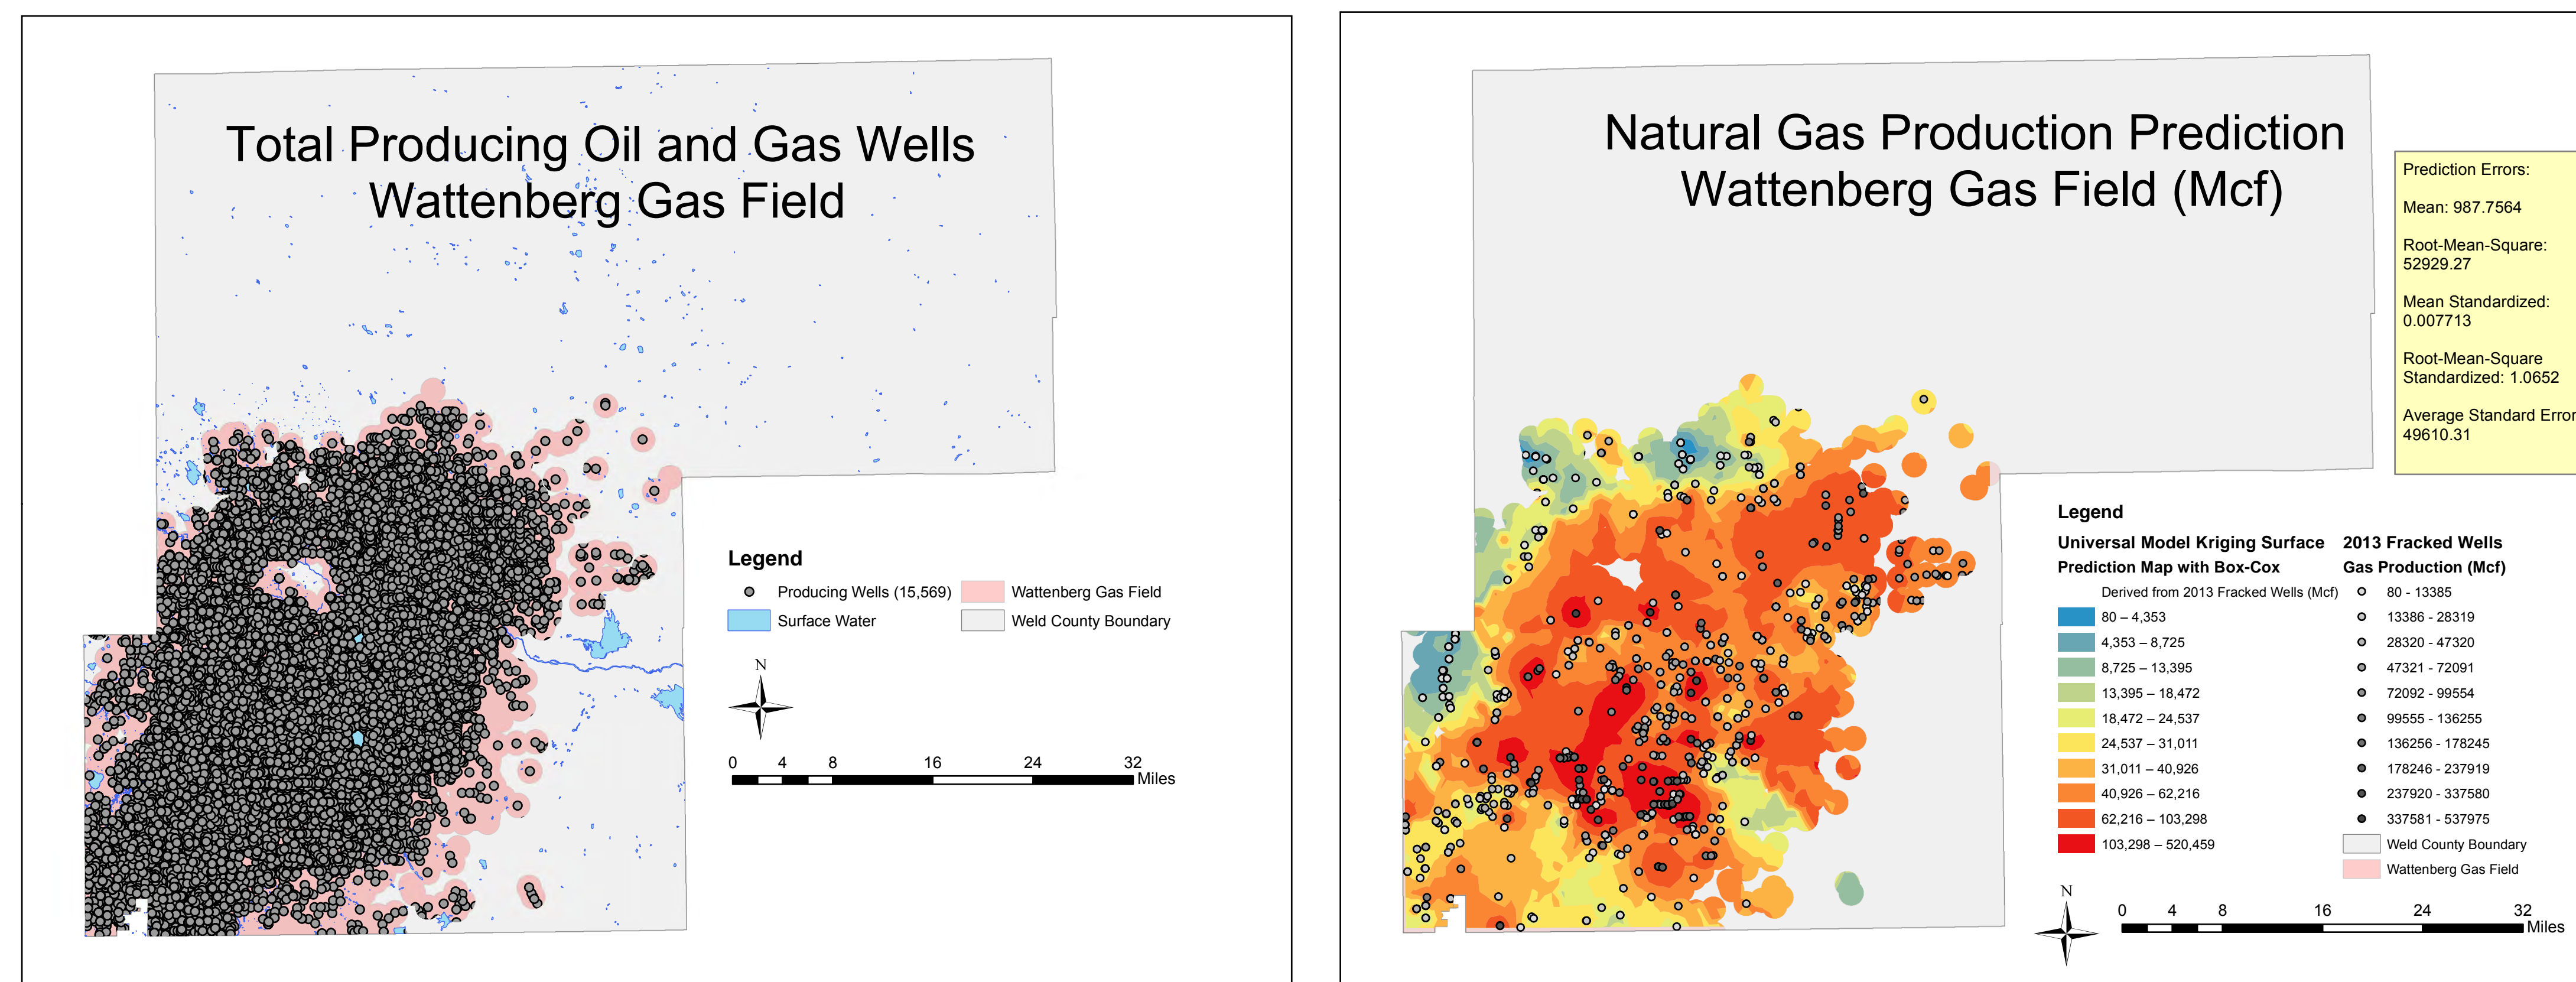 Total Producing Oil and Gas Wells
Wattenberg Gas Field
Legend
Producing Wells (15,569)
Wattenberg Gas Field
Surface Water
Weld County Boundary
N
0 4 8 16 24 32
Miles
Natural Gas Production Prediction
Wattenberg Gas Field (Mcf)
Prediction Errors:
Mean: 987.7564
Root-Mean-Square:
52929.27
Mean Standardized:
0.007713
Root-Mean-Square
Standardized: 1.0652
Average Standard Error
49610.31
Legend
Universal Model Kriging Surface
Prediction Map with Box-Cox
Derived from 2013 Fracked Wells (Mcf)
80 – 4,353
4,353 – 8,725
8,725 – 13,395
13,395 – 18,472
18,472 – 24,537
24,537 – 31,011
31,011 – 40,926
40,926 – 62,216
62,216 – 103,298
103,298 – 520,459
2013 Fracked Wells
Gas Production (Mcf)
80 - 13385
13386 - 28319
28320 - 47320
47321 - 72091
72092 - 99554
99555 - 136255
136256 - 178245
178246 - 237919
237920 - 337580
337581 - 537975
Weld County Boundary
Wattenberg Gas Field
N
0 4 8 16 24 32
Miles